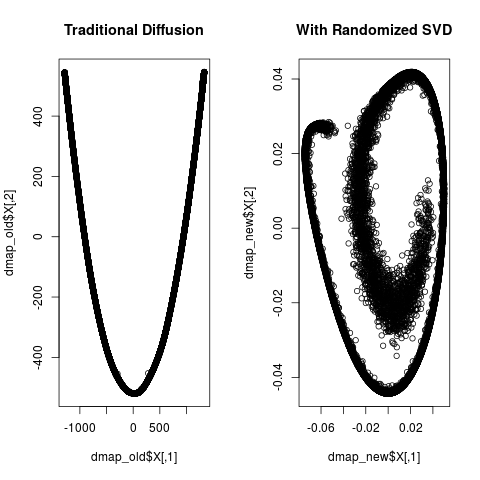 Traditional Diffusion
With Randomized SVD
dmap_old$X[,2]
400
200
0
-200
-400
-1000
0
500
dmap_old$X[,1]
dmap_new$X[,2]
0.04
0.02
0.00
-0.02
-0.04
-0.06
-0.02
0.02
dmap_new$X[,1]